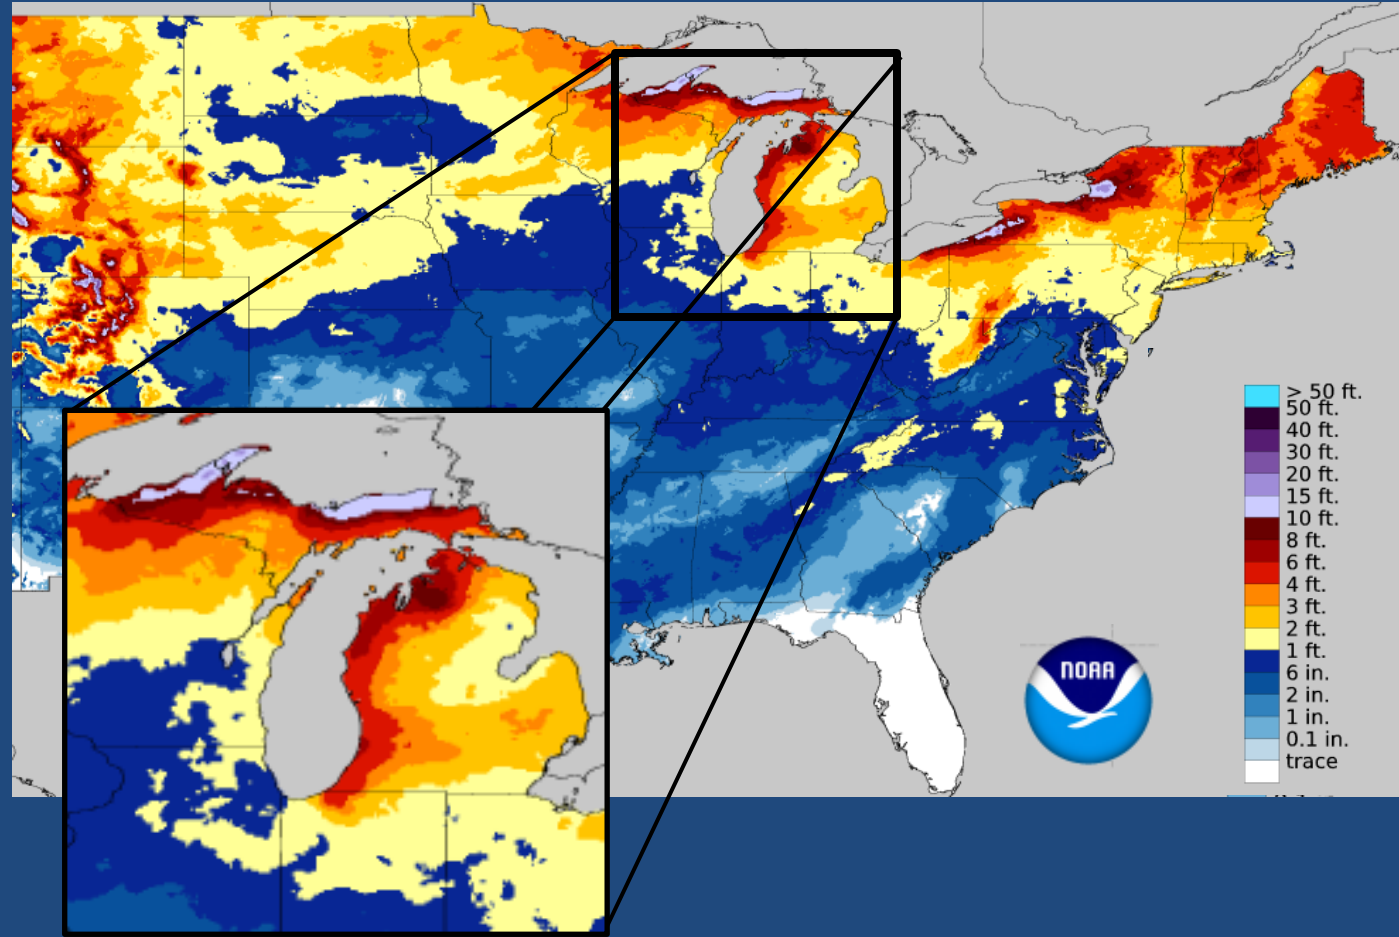 > 50 ft.
50 ft.
40 ft.
30 ft.
20 ft.
15 ft.
10 ft.
8 ft.
6 ft.
4 ft.
3 ft.
2 ft.
1 ft.
6 in.
2 in.
1 in.
0.1 in.
trace
NOAA